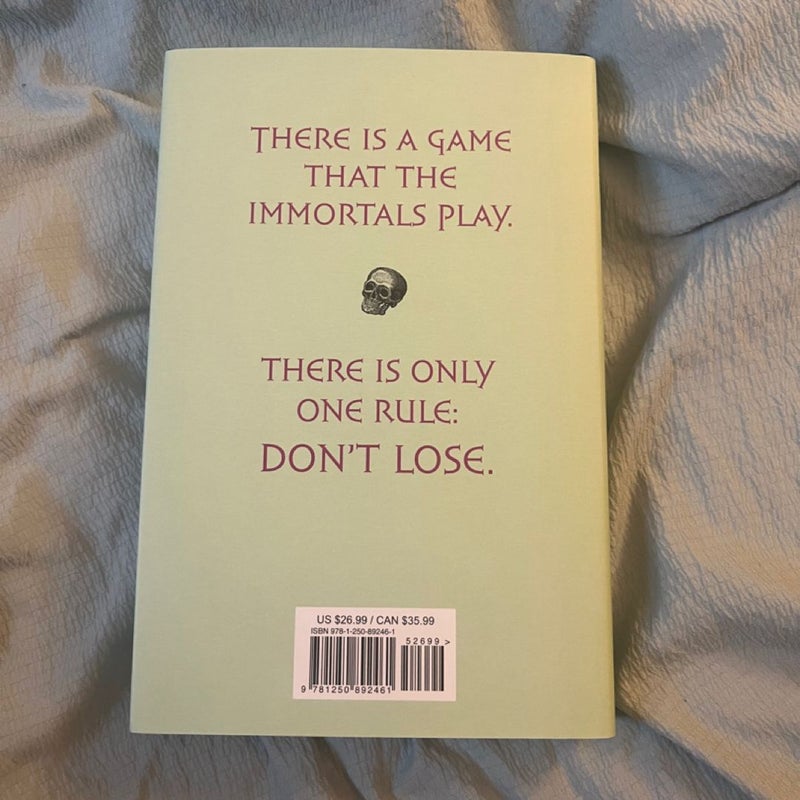 THERE IS A GAME
THAT THE
IMMORTALS PLAY.
THERE IS ONLY
ONE RULE:
DON'T LOSE.
US $26.99 / CAN $35.99
ISBN 978-1-250-89246-1
52699 >
9 781250 892461